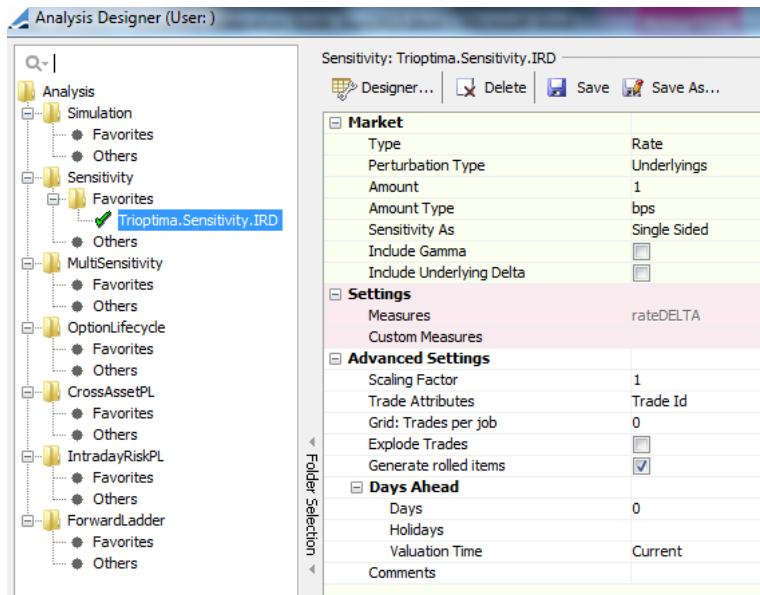 Analysis Designer (User: )
Analysis
Simulation
Favorites
Others
Sensitivity
Favorites
Trioptima.Sensitivity.IRD
Others
MultiSensitivity
Favorites
Others
OptionLifecycle
Favorites
Others
CrossAssetPL
Favorites
Others
IntradayRiskPL
Favorites
Others
ForwardLadder
Favorites
Others
Folder Selection
Sensitivity: Trioptima.Sensitivity.IRD
Designer... Delete Save Save As...
Market
Type Rate
Perturbation Type Underlyings
Amount 1
Amount Type bps
Sensitivity As Single Sided
Include Gamma
Include Underlying Delta
Settings
Measures rateDELTA
Custom Measures
Advanced Settings
Scaling Factor 1
Trade Attributes Trade Id
Grid: Trades per job 0
Explode Trades
Generate rolled items
Days Ahead
Days 0
Holidays
Valuation Time Current
Comments